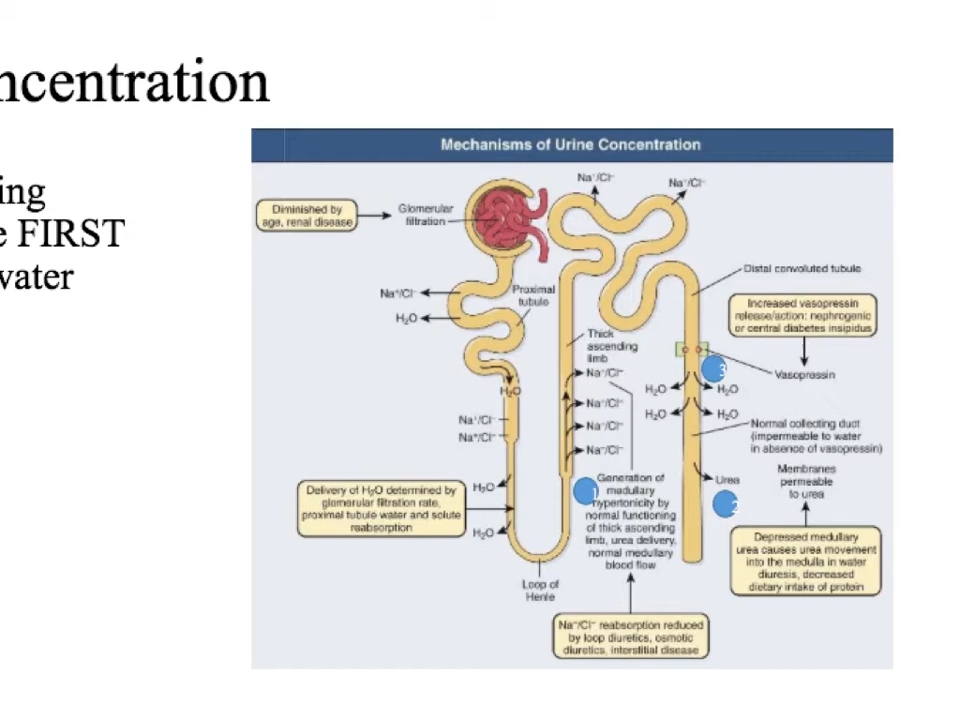 ncentration
ing
e FIRST
vater
Mechanisms of Urine Concentration
Diminished by
age, renal disease
Glomerular
filtration
Na⁺/Cl⁻
Na⁺/Cl⁻
Na⁺/Cl⁻
H₂O
Proximal
tubule
Distal convoluted tubule
Increased vasopressin
release/action: nephrogenic
or central diabetes insipidus
Thick
ascending
limb
Vasopressin
3
H₂O
Na⁺/Cl⁻
Na⁺/Cl⁻
Na⁺/Cl⁻
Na⁺/Cl⁻
Na⁺/Cl⁻
Na⁺/Cl⁻
H₂O
H₂O
H₂O
H₂O
Normal collecting duct
(impermeable to water
in absence of vasopressin)
Membranes
permeable
to urea
Urea
2
1
Delivery of H₂O determined by
glomerular filtration rate,
proximal tubule water and solute
reabsorption
H₂O
H₂O
Generation of
medullary
hypertonicity by
normal functioning
of thick ascending
limb, urea delivery,
normal medullary
blood flow
Depressed medullary
urea causes urea movement
into the medulla in water
diuresis, decreased
dietary intake of protein
Loop of
Henle
Na⁺/Cl⁻ reabsorption reduced
by loop diuretics, osmotic
diuretics, interstitial disease